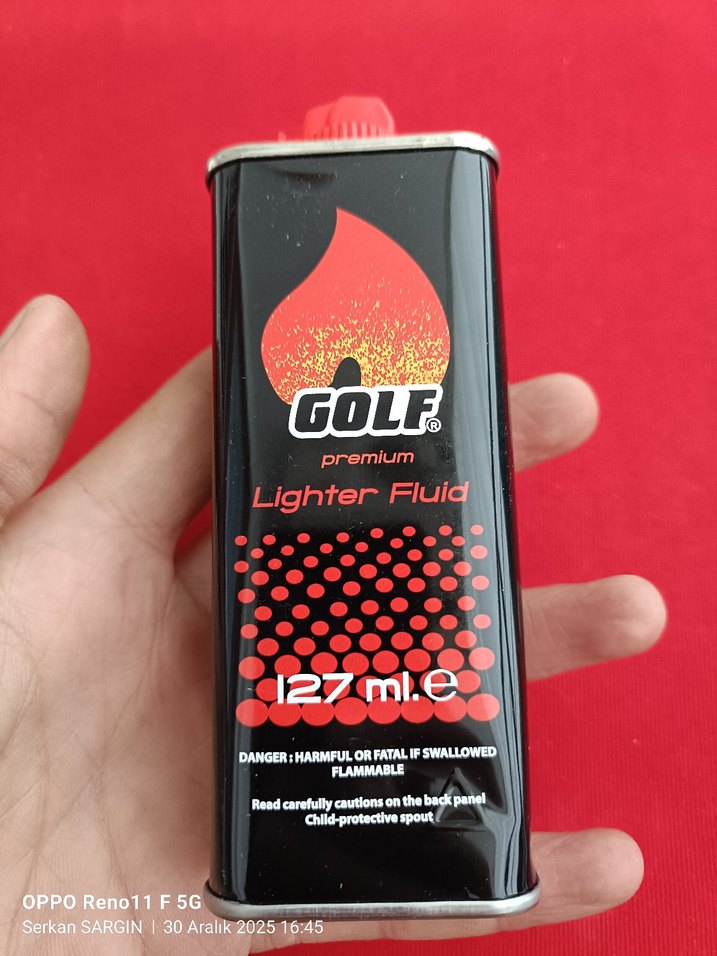 GOLF®
premium
Lighter Fluid
127 ml.℮
DANGER : HARMFUL OR FATAL IF SWALLOWED
FLAMMABLE
Read carefully cautions on the back panel
Child-protective spout
OPPO Reno11 F 5G
Serkan SARGIN | 30 Aralık 2025 16:45